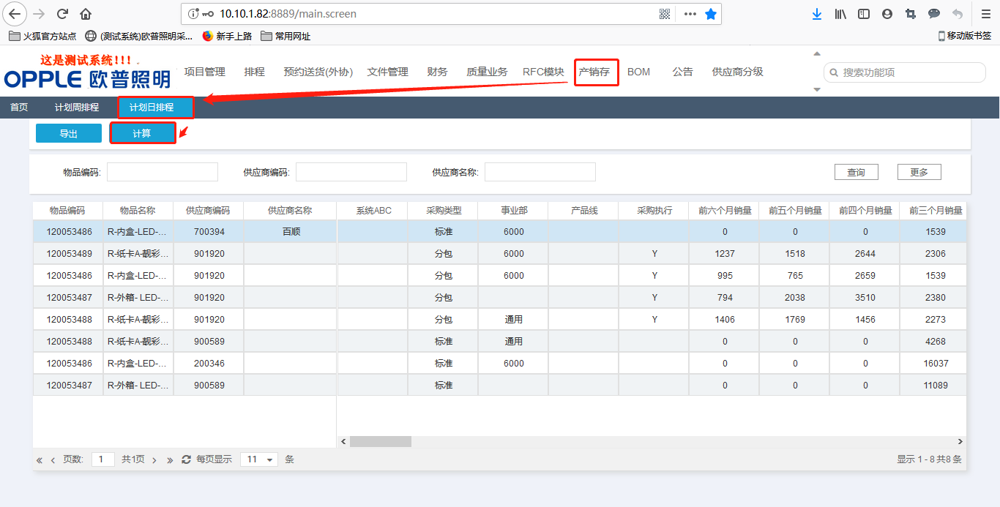 10.10.1.82:8889/main.screen
火狐官方站点 (测试系统)欧普照明采... 新手上路 常用网址 移动版书签
这是测试系统!!!
OPPLE 欧普照明 项目管理 排程 预约送货(外协) 文件管理 财务 质量业务 RFC模块 产销存 BOM 公告 供应商分级 搜索功能项
首页 计划周排程 计划日排程
导出 计算
物品编码: 供应商编码: 供应商名称: 查询 更多
物品编码 物品名称 供应商编码 供应商名称 系统ABC 采购类型 事业部 产品线 采购执行 前六个月销量 前五个月销量 前四个月销量 前三个月销量
120053486 R-内盒-LED-... 700394 百顺 标准 6000 0 0 0 1539
120053489 R-纸卡A-靓彩... 901920 分包 6000 Y 1237 1518 2644 2306
120053486 R-内盒-LED-... 901920 分包 6000 Y 995 765 2659 1539
120053487 R-外箱- LED-... 901920 分包 Y 794 2038 3510 2380
120053488 R-纸卡A-靓彩... 901920 分包 通用 Y 1406 1769 1456 2273
120053488 R-纸卡A-靓彩... 900589 标准 通用 0 0 0 4268
120053486 R-内盒-LED-... 200346 标准 6000 0 0 0 16037
120053487 R-外箱- LED-... 900589 标准 0 0 0 11089
页数: 1 共1页 每页显示 11 条 显示 1 - 8 共8 条